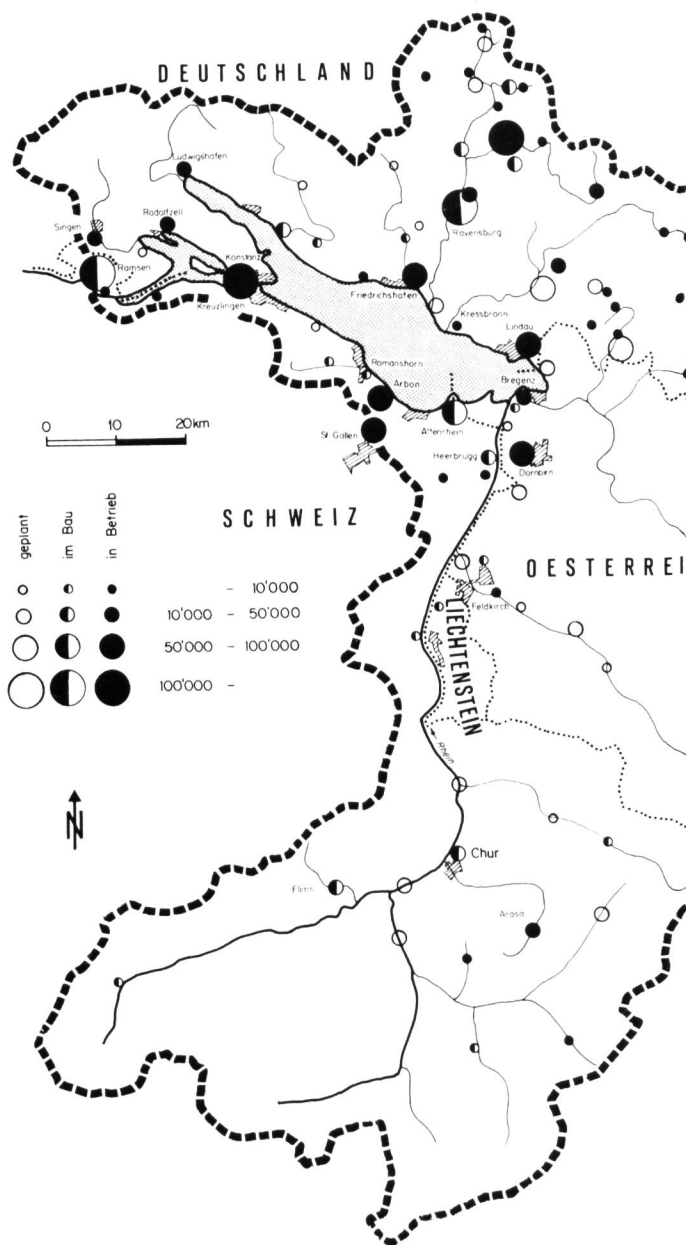 DEUTSCHLAND
Ludwigshafen
Singen
Radolfzell
Ramsen
Konstanz
Kreuzlingen
Ravensburg
Friedrichshafen
Kressbronn
Lindau
Romanshorn
Arbon
Bregenz
St Gallen
Altenrhein
Heerbrugg
Dornbirn
0 10 20km
SCHWEIZ
OESTERREI
geplant
im Bau
in Betrieb
- 10'000
10'000 - 50'000
50'000 - 100'000
100'000 -
Feldkirch
LIECHTENSTEIN
Rhein
N
Chur
Flims
Arosa